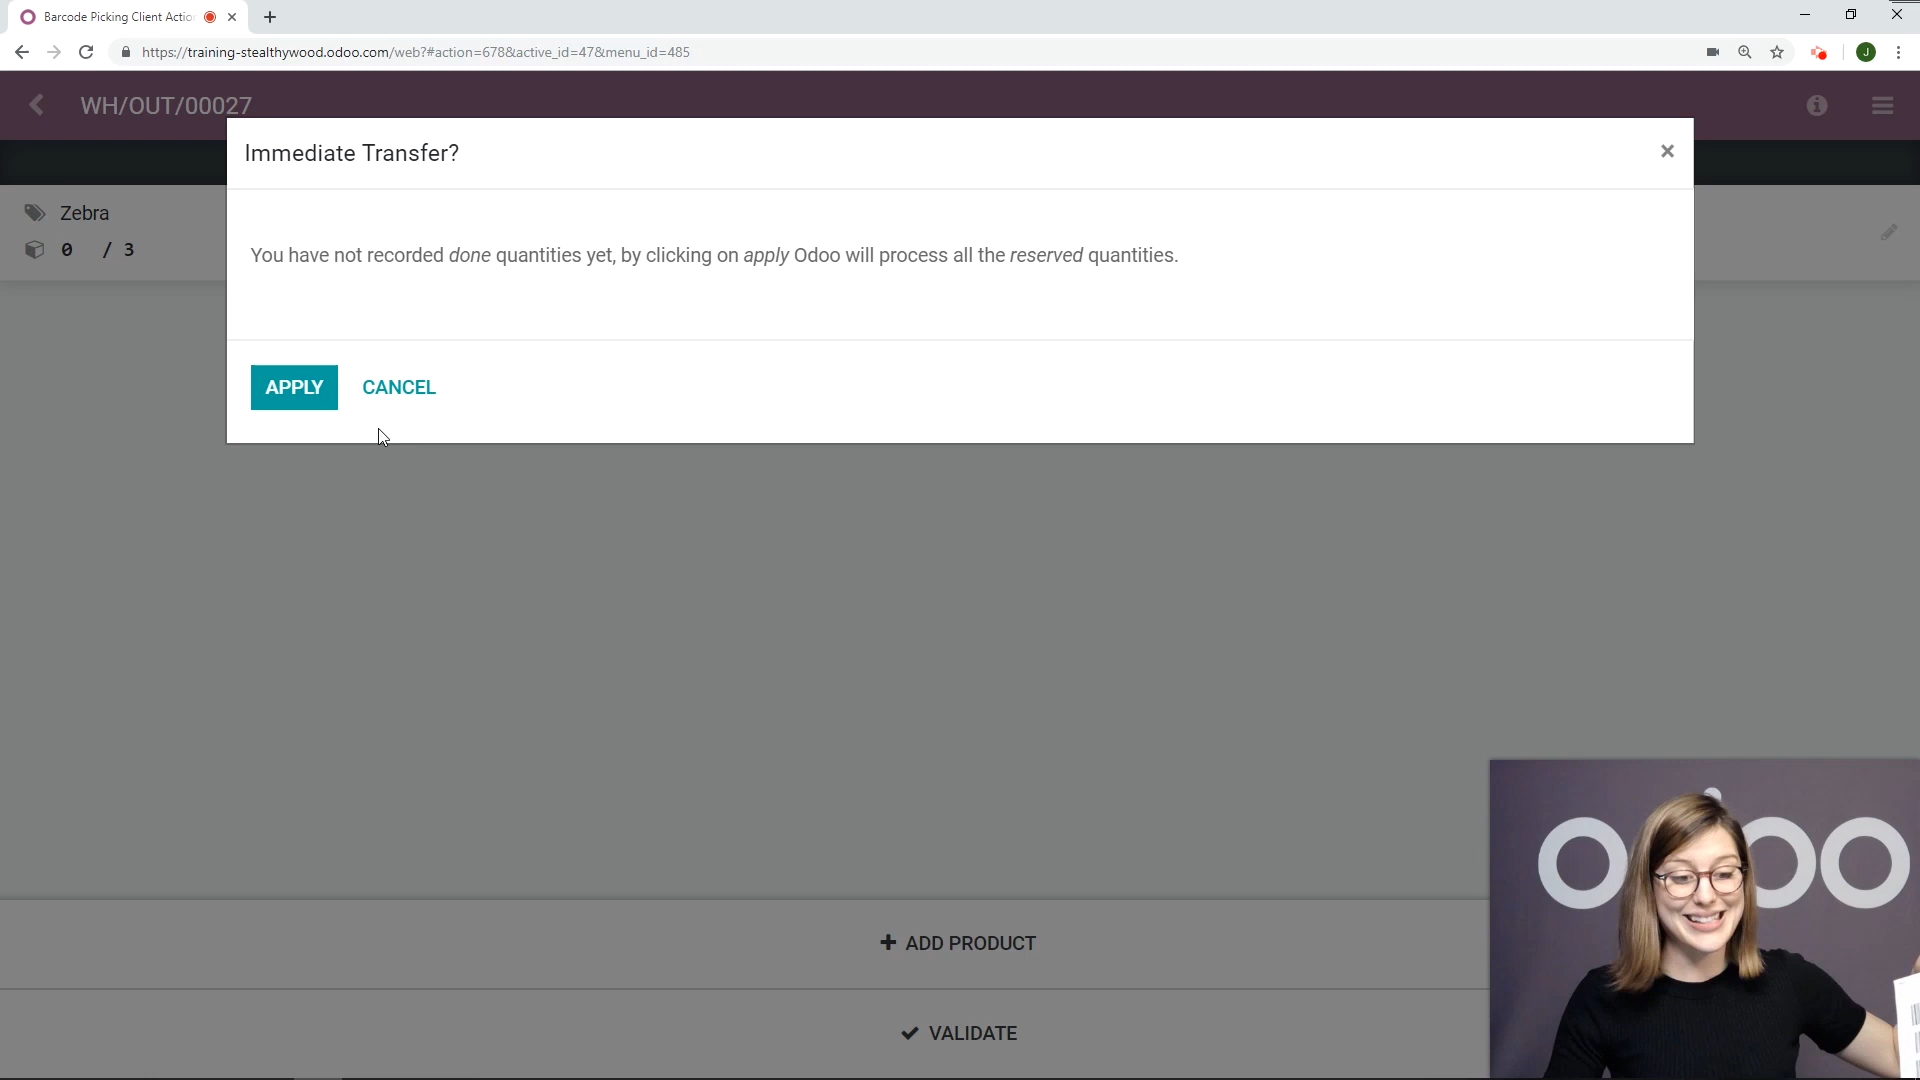 Barcode Picking Client Actio
https://training-stealthywood.odoo.com/web?#action=678&active_id=47&menu_id=485
J
WH/OUT/00027
Immediate Transfer?
Zebra
0 / 3
You have not recorded done quantities yet, by clicking on apply Odoo will process all the reserved quantities.
APPLY CANCEL
ADD PRODUCT
VALIDATE
odoo